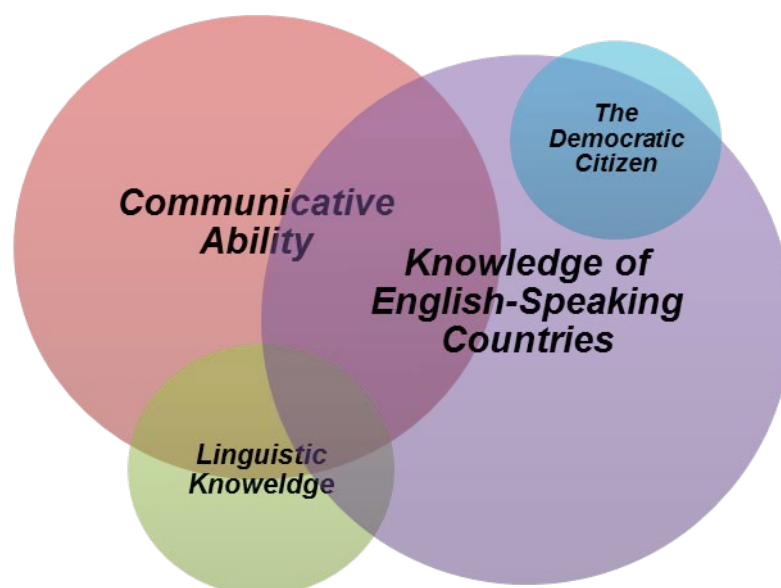 The
Democratic
Citizen
Communicative
Ability
Knowledge of
English-Speaking
Countries
Linguistic
Knoweldge